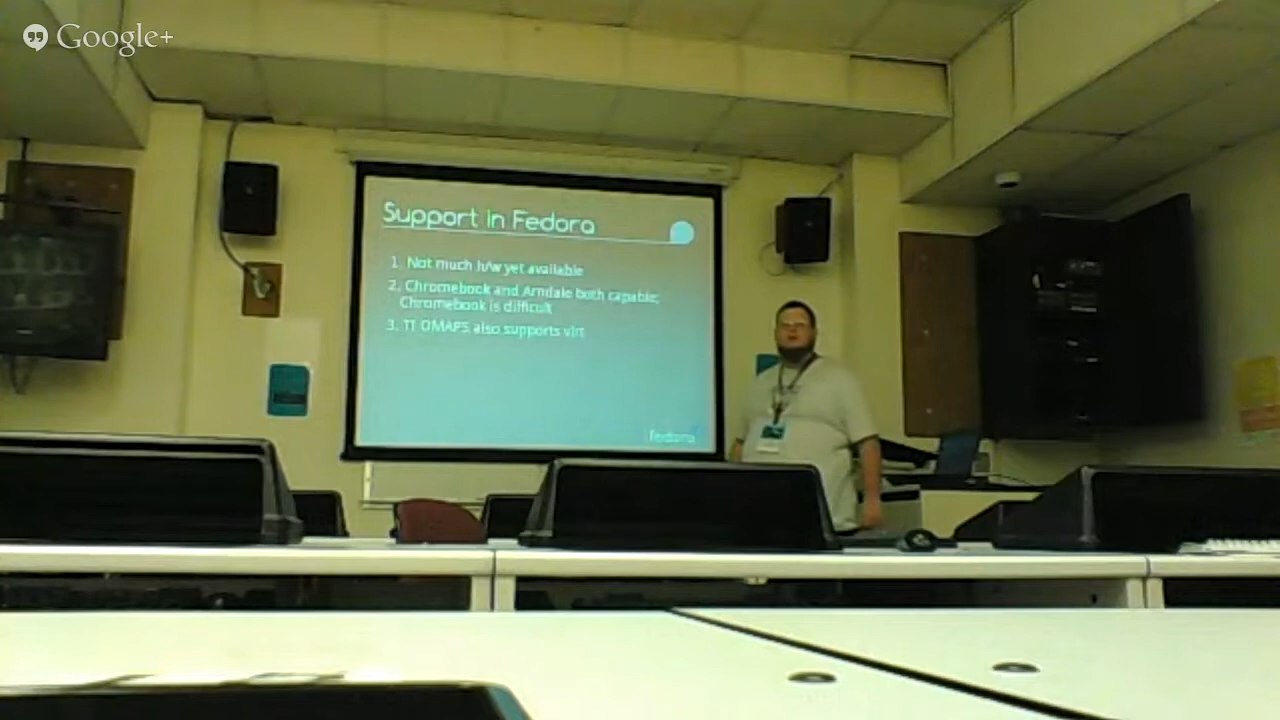 Google+
Support in Fedora
1. Not much h/w yet available
2. Chromebook and Arndale both capable;
Chromebook is difficult
3. TI OMAP5 also supports virt
fedora